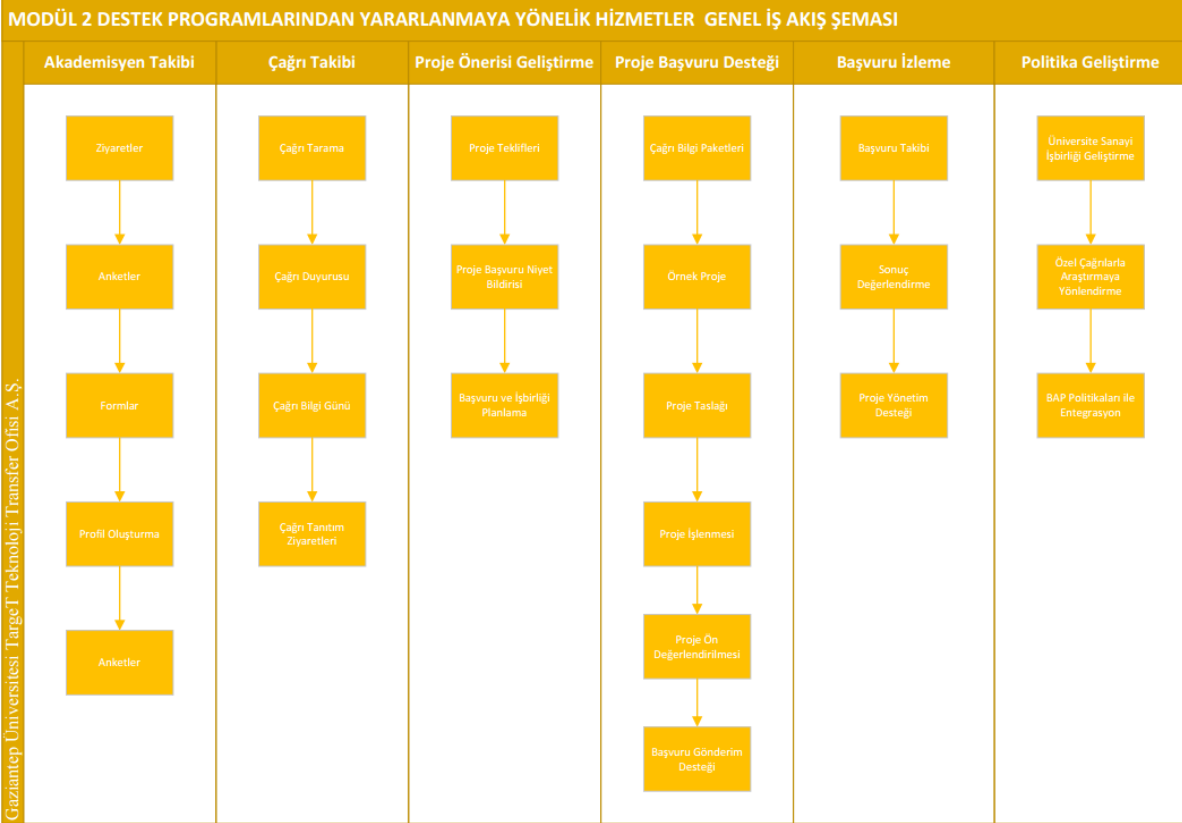 MODÜL 2 DESTEK PROGRAMLARINDAN YARARLANMAYA YÖNELİK HİZMETLER GENEL İŞ AKIŞ ŞEMASI
Gaziantep Üniversitesi TargeT Teknoloji Transfer Ofisi A.Ş.
Akademisyen Takibi
Ziyaretler
Anketler
Formlar
Profil Oluşturma
Anketler
Çağrı Takibi
Çağrı Tarama
Çağrı Duyurusu
Çağrı Bilgi Günü
Çağrı Tanıtım
Ziyaretleri
Proje Önerisi Geliştirme
Proje Teklifleri
Proje Başvuru Niyet
Bildirisi
Başvuru ve İşbirliği
Planlama
Proje Başvuru Desteği
Çağrı Bilgi Paketleri
Örnek Proje
Proje Taslağı
Proje İşlenmesi
Proje Ön
Değerlendirilmesi
Başvuru Gönderim
Desteği
Başvuru İzleme
Başvuru Takibi
Sonuç
Değerlendirme
Proje Yönetim
Desteği
Politika Geliştirme
Üniversite Sanayi
İşbirliği Geliştirme
Özel Çağrılarla
Araştırmaya
Yönlendirme
BAP Politikaları ile
Entegrasyon